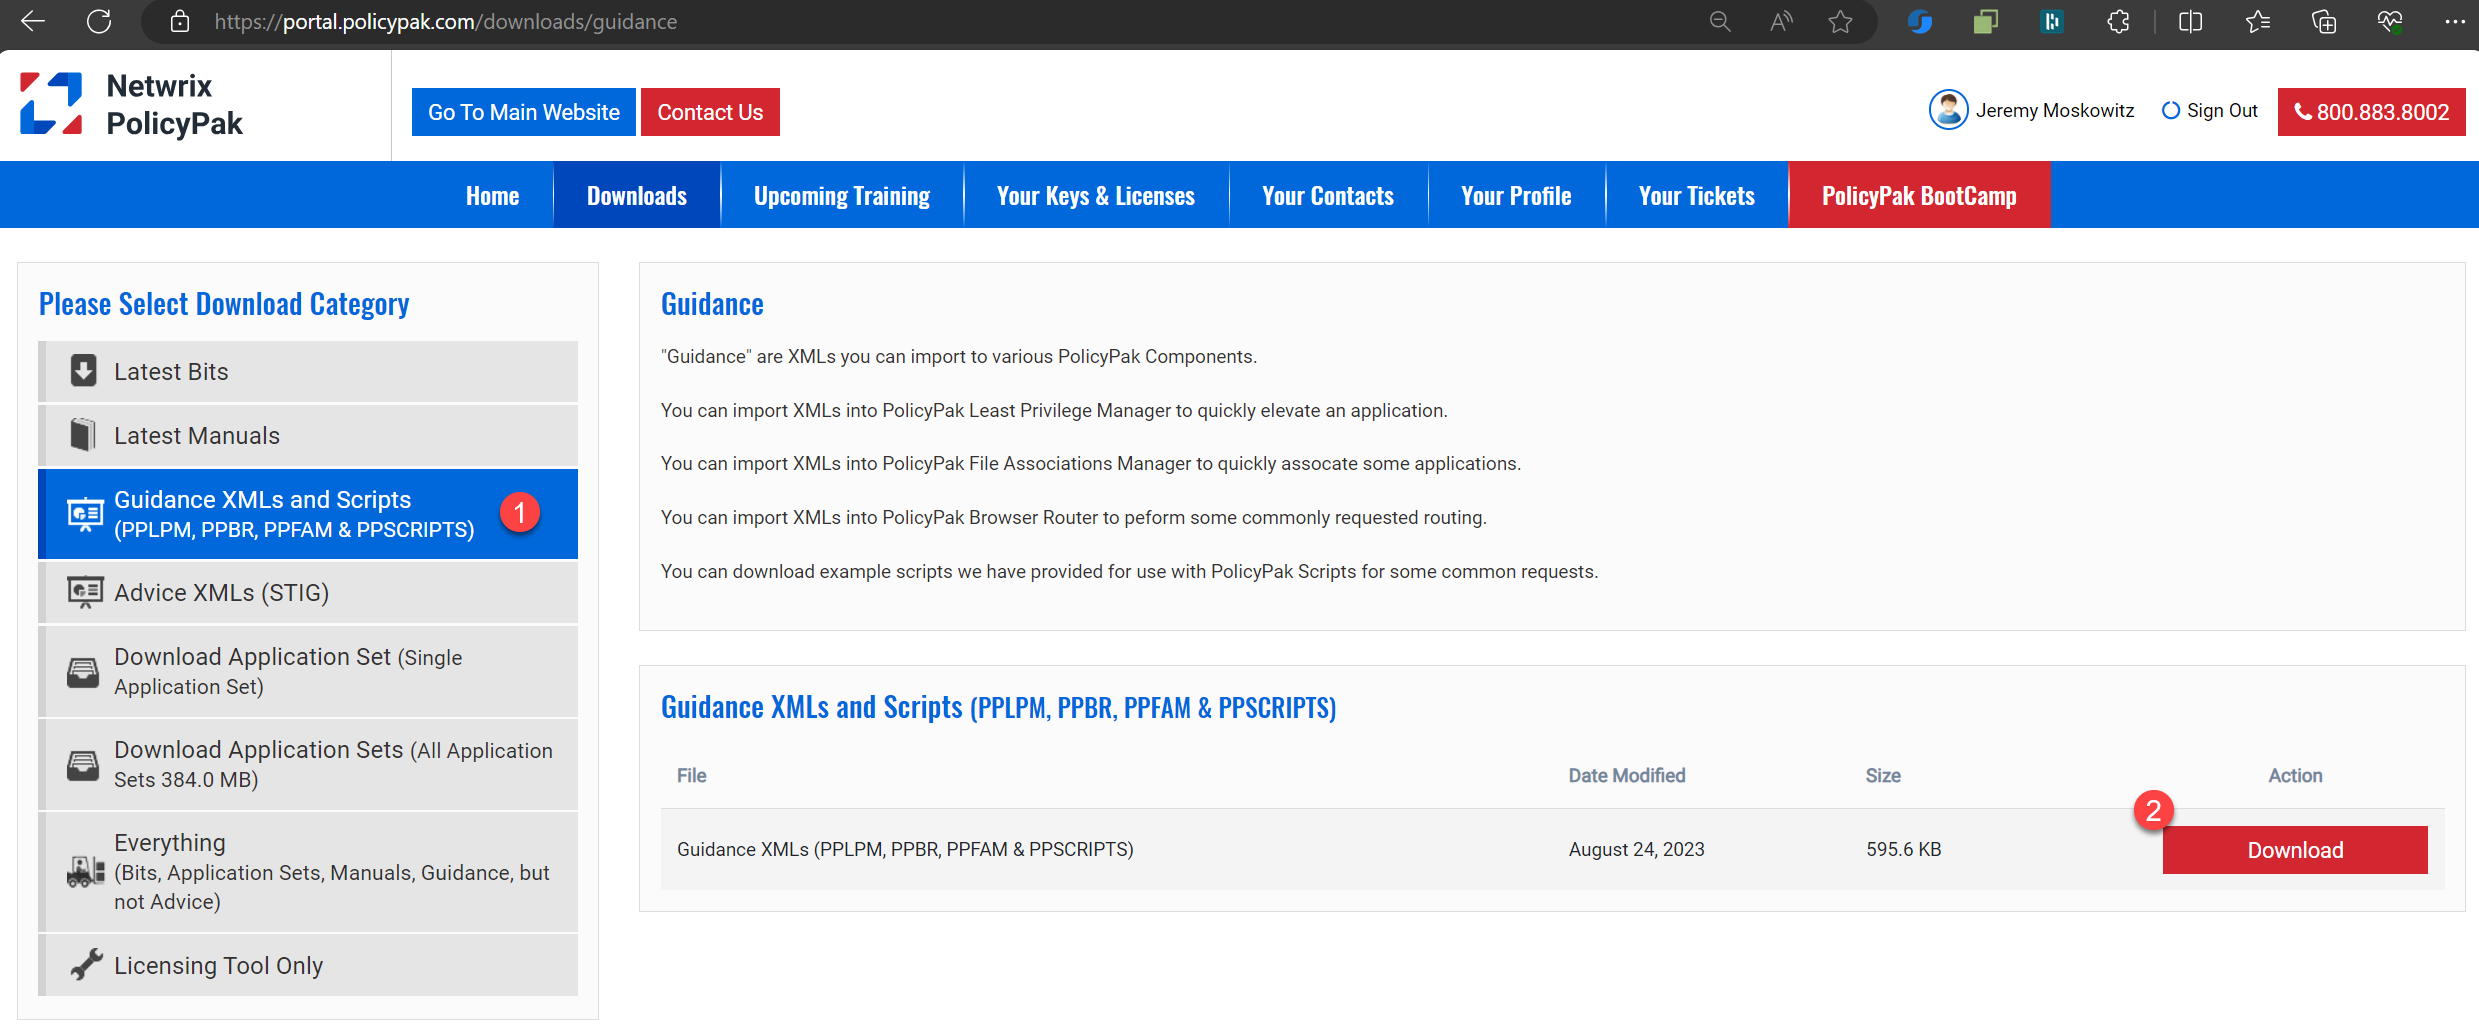 https://portal.policypak.com/downloads/guidance
Netwrix
PolicyPak
Go To Main Website
Contact Us
Jeremy Moskowitz
Sign Out
800.883.8002
Home
Downloads
Upcoming Training
Your Keys & Licenses
Your Contacts
Your Profile
Your Tickets
PolicyPak BootCamp
Please Select Download Category
Latest Bits
Latest Manuals
Guidance XMLs and Scripts
(PPLPM, PPBR, PPFAM & PPSCRIPTS)
1
Advice XMLs (STIG)
Download Application Set (Single
Application Set)
Download Application Sets (All Application
Sets 384.0 MB)
Everything
(Bits, Application Sets, Manuals, Guidance, but
not Advice)
Licensing Tool Only
Guidance
"Guidance" are XMLs you can import to various PolicyPak Components.
You can import XMLs into PolicyPak Least Privilege Manager to quickly elevate an application.
You can import XMLs into PolicyPak File Associations Manager to quickly assocate some applications.
You can import XMLs into PolicyPak Browser Router to peform some commonly requested routing.
You can download example scripts we have provided for use with PolicyPak Scripts for some common requests.
Guidance XMLs and Scripts (PPLPM, PPBR, PPFAM & PPSCRIPTS)
File
Date Modified
Size
Action
2
Guidance XMLs (PPLPM, PPBR, PPFAM & PPSCRIPTS)
August 24, 2023
595.6 KB
Download